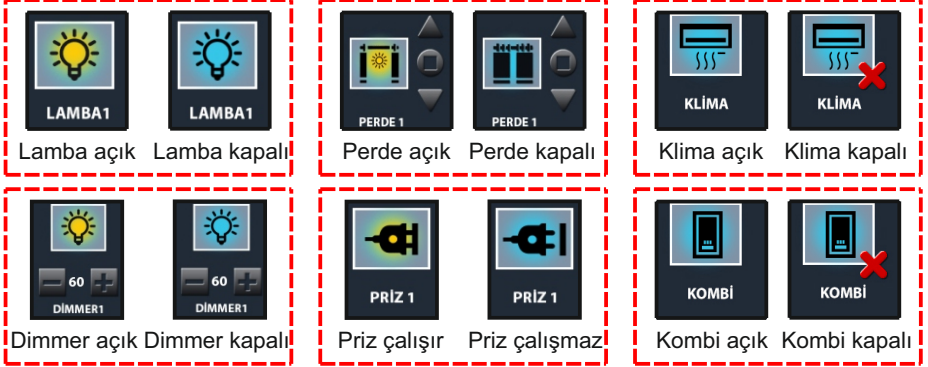 LAMBA1 LAMBA1
Lamba açık Lamba kapalı
PERDE 1 PERDE 1
Perde açık Perde kapalı
KLİMA KLİMA
Klima açık Klima kapalı
60 60
DİMMER1 DİMMER1
Dimmer açık Dimmer kapalı
PRİZ 1 PRİZ 1
Priz çalışır Priz çalışmaz
KOMBİ KOMBİ
Kombi açık Kombi kapalı